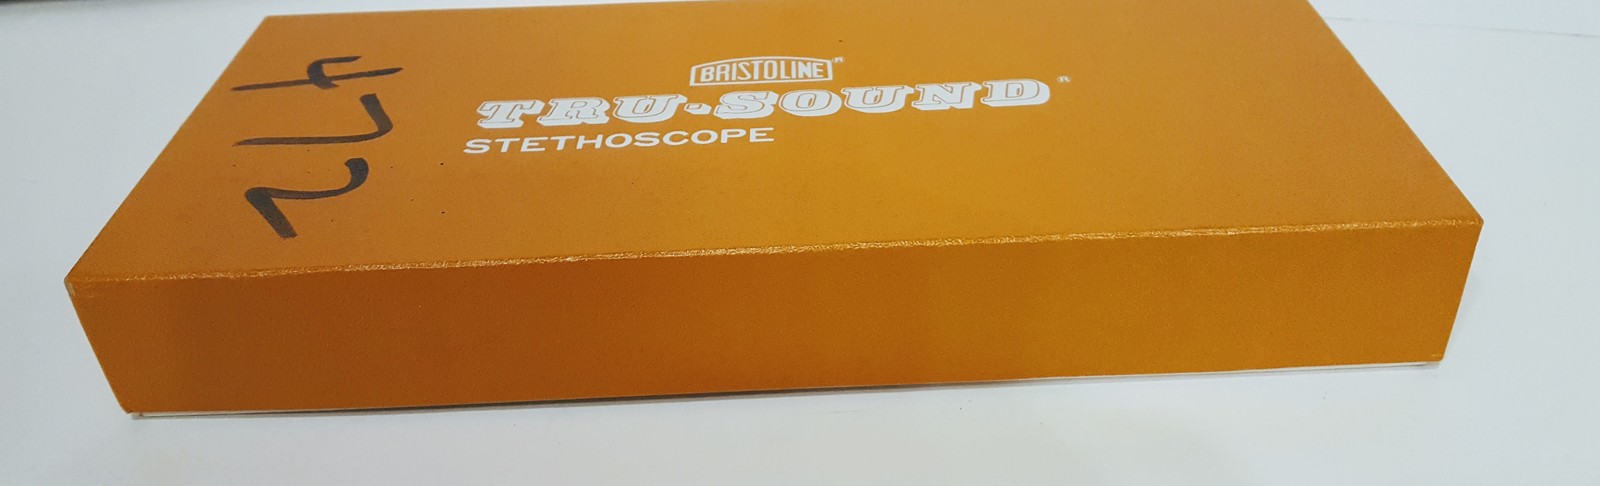 472
BRISTOLINE®
TRU-SOUND®
STETHOSCOPE